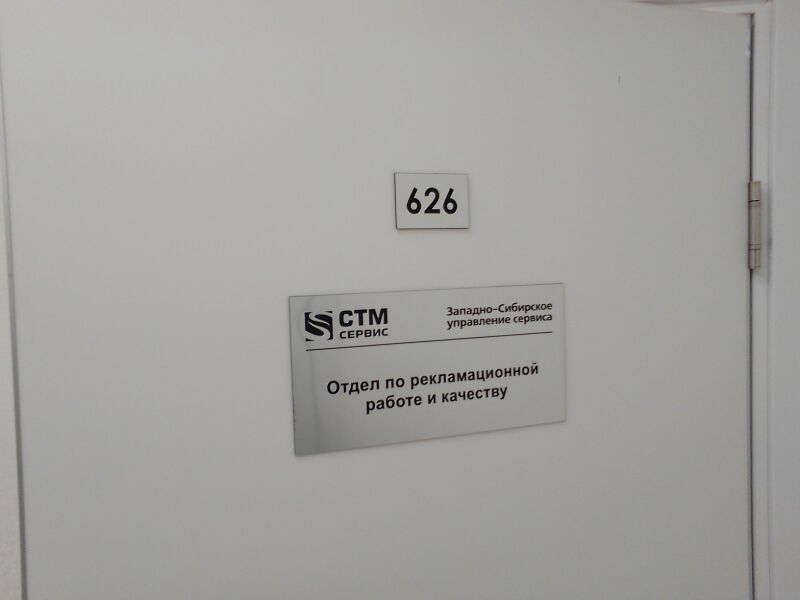 626
СТМ
СЕРВИС
Западно-Сибирское
управление сервиса
Отдел по рекламационной
работе и качеству